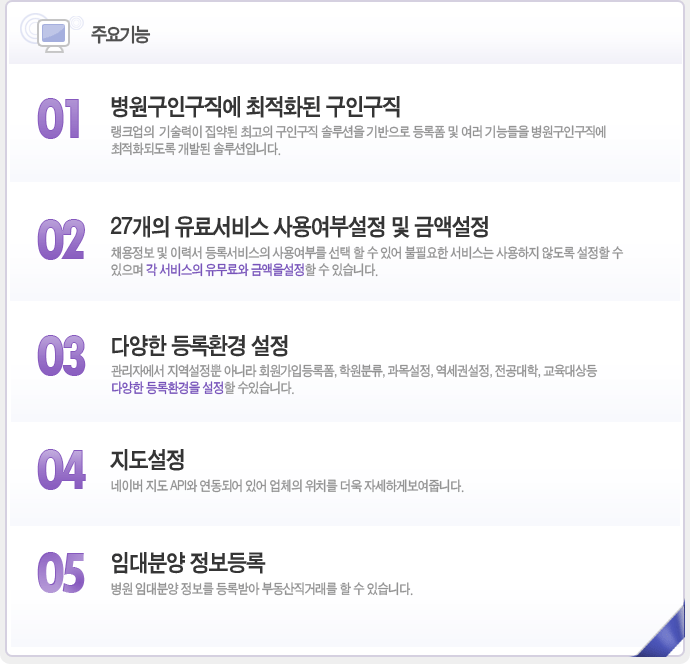 주요기능
01
병원구인구직에 최적화된 구인구직
랭크업의 기술력이 집약된 최고의 구인구직 솔루션을 기반으로 등록폼 및 여러 기능들을 병원구인구직에
최적화되도록 개발된 솔루션입니다.
02
27개의 유료서비스 사용여부설정 및 금액설정
채용정보 및 이력서 등록서비스의 사용여부를 선택 할 수 있어 불필요한 서비스는 사용하지 않도록 설정할 수
있으며 각 서비스의 유무료와 금액을설정할 수 있습니다.
03
다양한 등록환경 설정
관리자에서 지역설정뿐 아니라 회원가입등록폼, 학원분류, 과목설정, 역세권설정, 전공대학, 교육대상등
다양한 등록환경을 설정할 수있습니다.
04
지도설정
네이버 지도 API와 연동되어 있어 업체의 위치를 더욱 자세하게보여줍니다.
05
임대분양 정보등록
병원 임대분양 정보를 등록받아 부동산직거래를 할 수 있습니다.